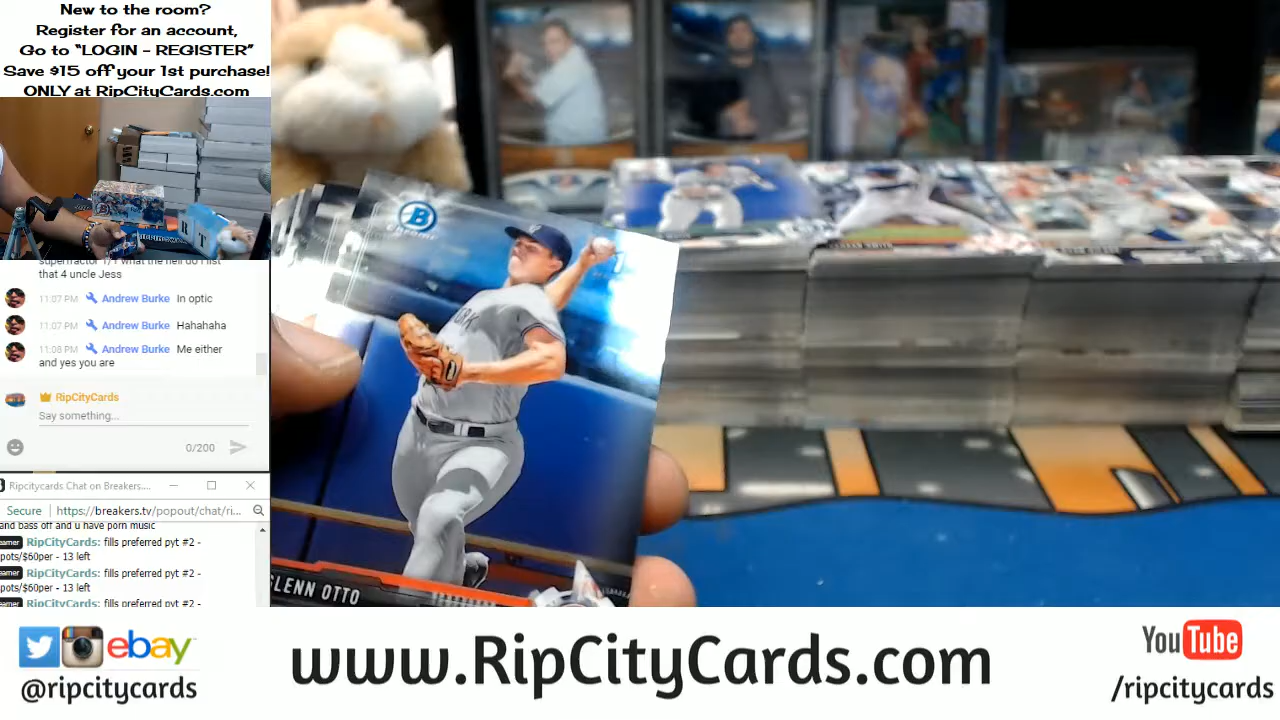 New to the room?
Register for an account,
Go to “LOGIN - REGISTER”
Save $15 off your 1st purchase!
ONLY at RipCityCards.com
that 4 uncle Jess
11:07 PM Andrew Burke In optic
11:07 PM Andrew Burke Hahahaha
11:08 PM Andrew Burke Me either
and yes you are
RipCityCards
Say something...
0/200
Ripcitycards Chat on Breakers....
Secure https://breakers.tv/popout/chat/ri...
and bass off and u have porn music
RipCityCards: fills preferred pyt #2 -
spots/$60per - 13 left
RipCityCards: fills preferred pyt #2 -
spots/$60per - 13 left
RipCityCards: fills preferred pyt #2 -
B
chrome
GLENN OTTO
R T
ebay
@ripcitycards
www.RipCityCards.com
YouTube
/ripcitycards